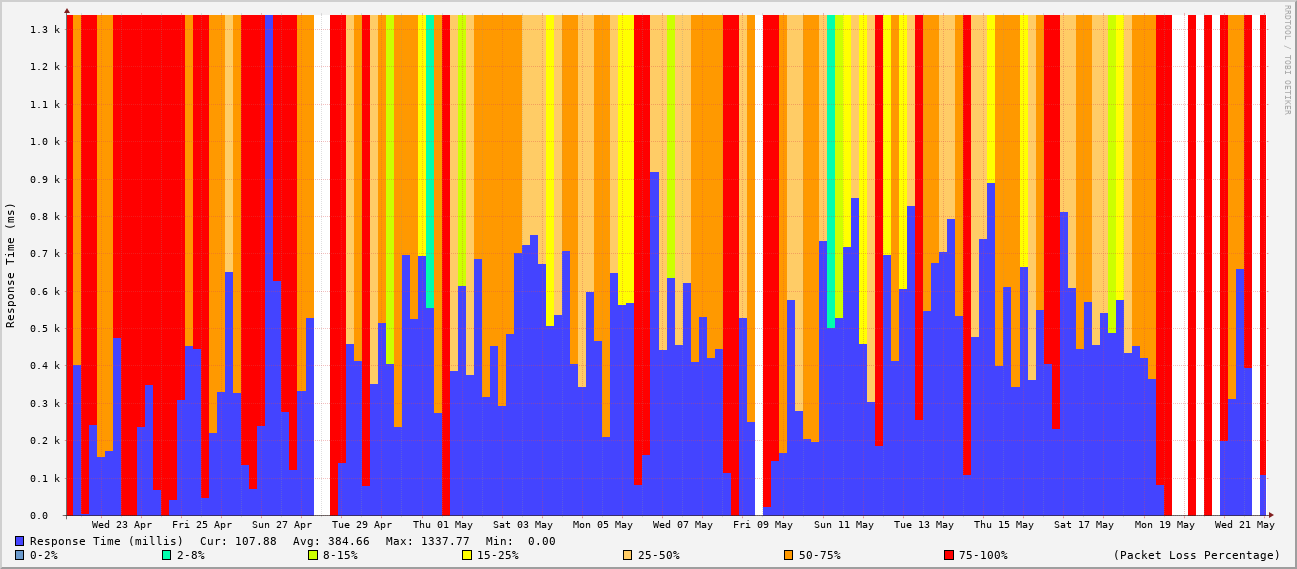 1.3 k
1.2 k
1.1 k
1.0 k
0.9 k
0.8 k
0.7 k
0.6 k
0.5 k
0.4 k
0.3 k
0.2 k
0.1 k
0.0
Response Time (ms)
RRDTOOL / TOBI OETIKER
Wed 23 Apr Fri 25 Apr Sun 27 Apr Tue 29 Apr Thu 01 May Sat 03 May Mon 05 May Wed 07 May Fri 09 May Sun 11 May Tue 13 May Thu 15 May Sat 17 May Mon 19 May Wed 21 May
Response Time (millis) Cur: 107.88 Avg: 384.66 Max: 1337.77 Min: 0.00
0-2% 2-8% 8-15% 15-25% 25-50% 50-75% 75-100% (Packet Loss Percentage)